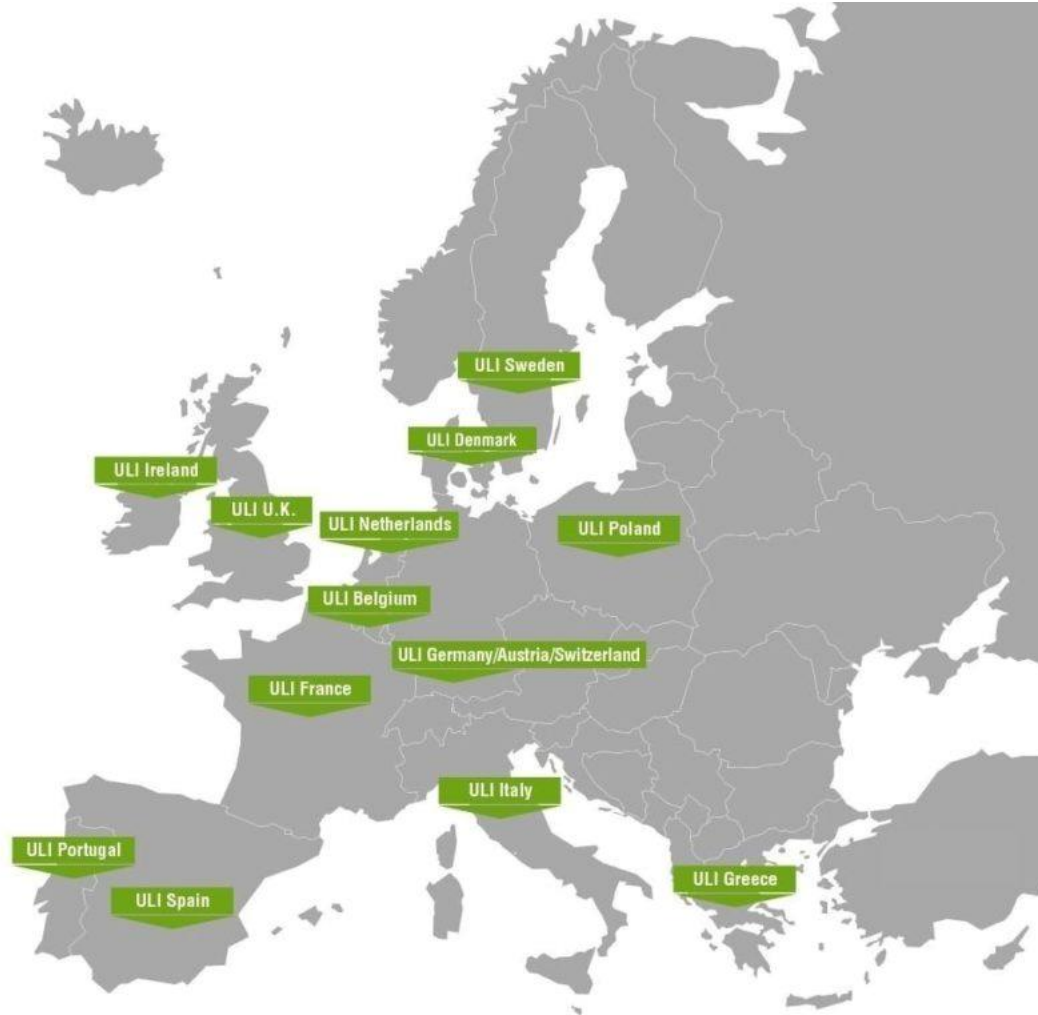 ULI Sweden
ULI Denmark
ULI Ireland
ULI U.K.
ULI Netherlands
ULI Poland
ULI Belgium
ULI Germany/Austria/Switzerland
ULI France
ULI Italy
ULI Portugal
ULI Greece
ULI Spain